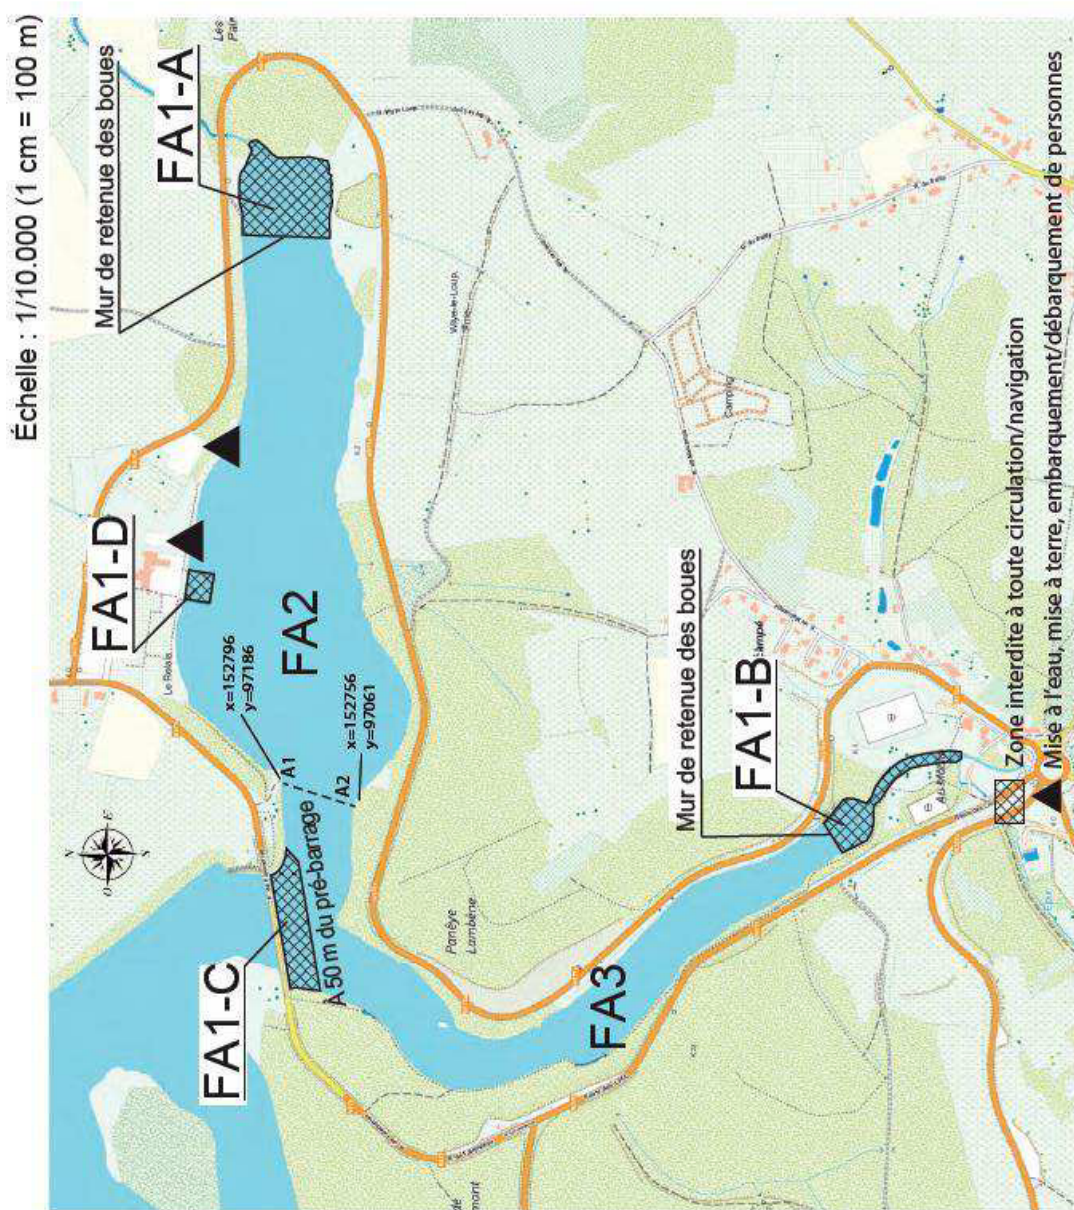 Échelle : 1/10.000 (1 cm = 100 m)
Mur de retenue des boues
FA1-A
FA1-D
Le Relais
FA2
x=152796
y=97186
x=152756
y=97061
A1
A2
N
E
O
À 50 m du pré-barrage
FA1-C
FA3
Panêye
Lambène
Camping
Mur de retenue des boues
FA1-B
Zone interdite à toute circulation/navigation
Mise à l'eau, mise à terre, embarquement/débarquement de personnes